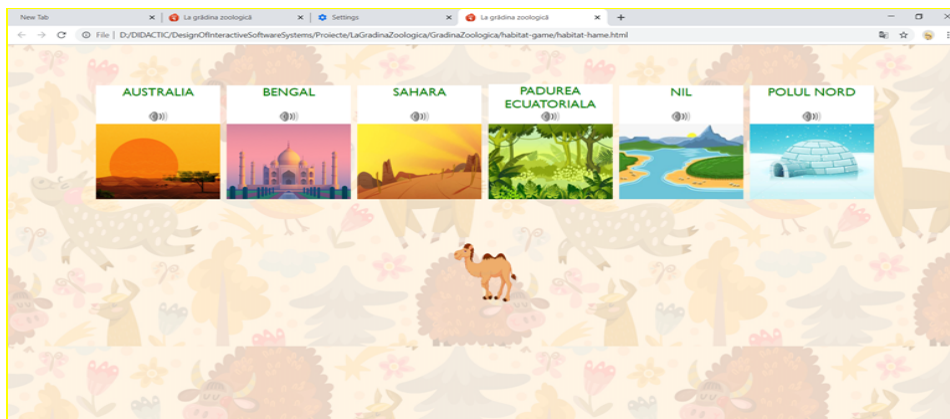 New Tab
La grădina zoologică
Settings
La grădina zoologică
File | D:/DIDACTIC/DesignOfInteractiveSoftwareSystems/Proiecte/LaGradinaZoologica/GradinaZoologica/habitat-game/habitat-hame.html
AUSTRALIA
BENGAL
SAHARA
PADUREA
ECUATORIALA
NIL
POLUL NORD